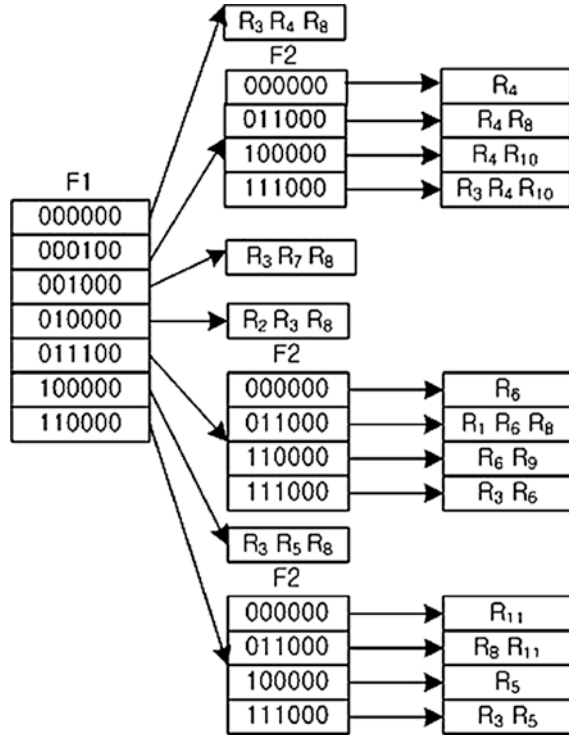 R₃ R₄ R₈
F2
000000 R₄
011000 R₄ R₈
100000 R₄ R₁₀
111000 R₃ R₄ R₁₀
F1
000000
000100
001000
010000
011100
100000
110000
R₃ R₇ R₈
R₂ R₃ R₈
F2
000000 R₆
011000 R₁ R₆ R₈
110000 R₆ R₉
111000 R₃ R₆
R₃ R₅ R₈
F2
000000 R₁₁
011000 R₈ R₁₁
100000 R₅
111000 R₃ R₅